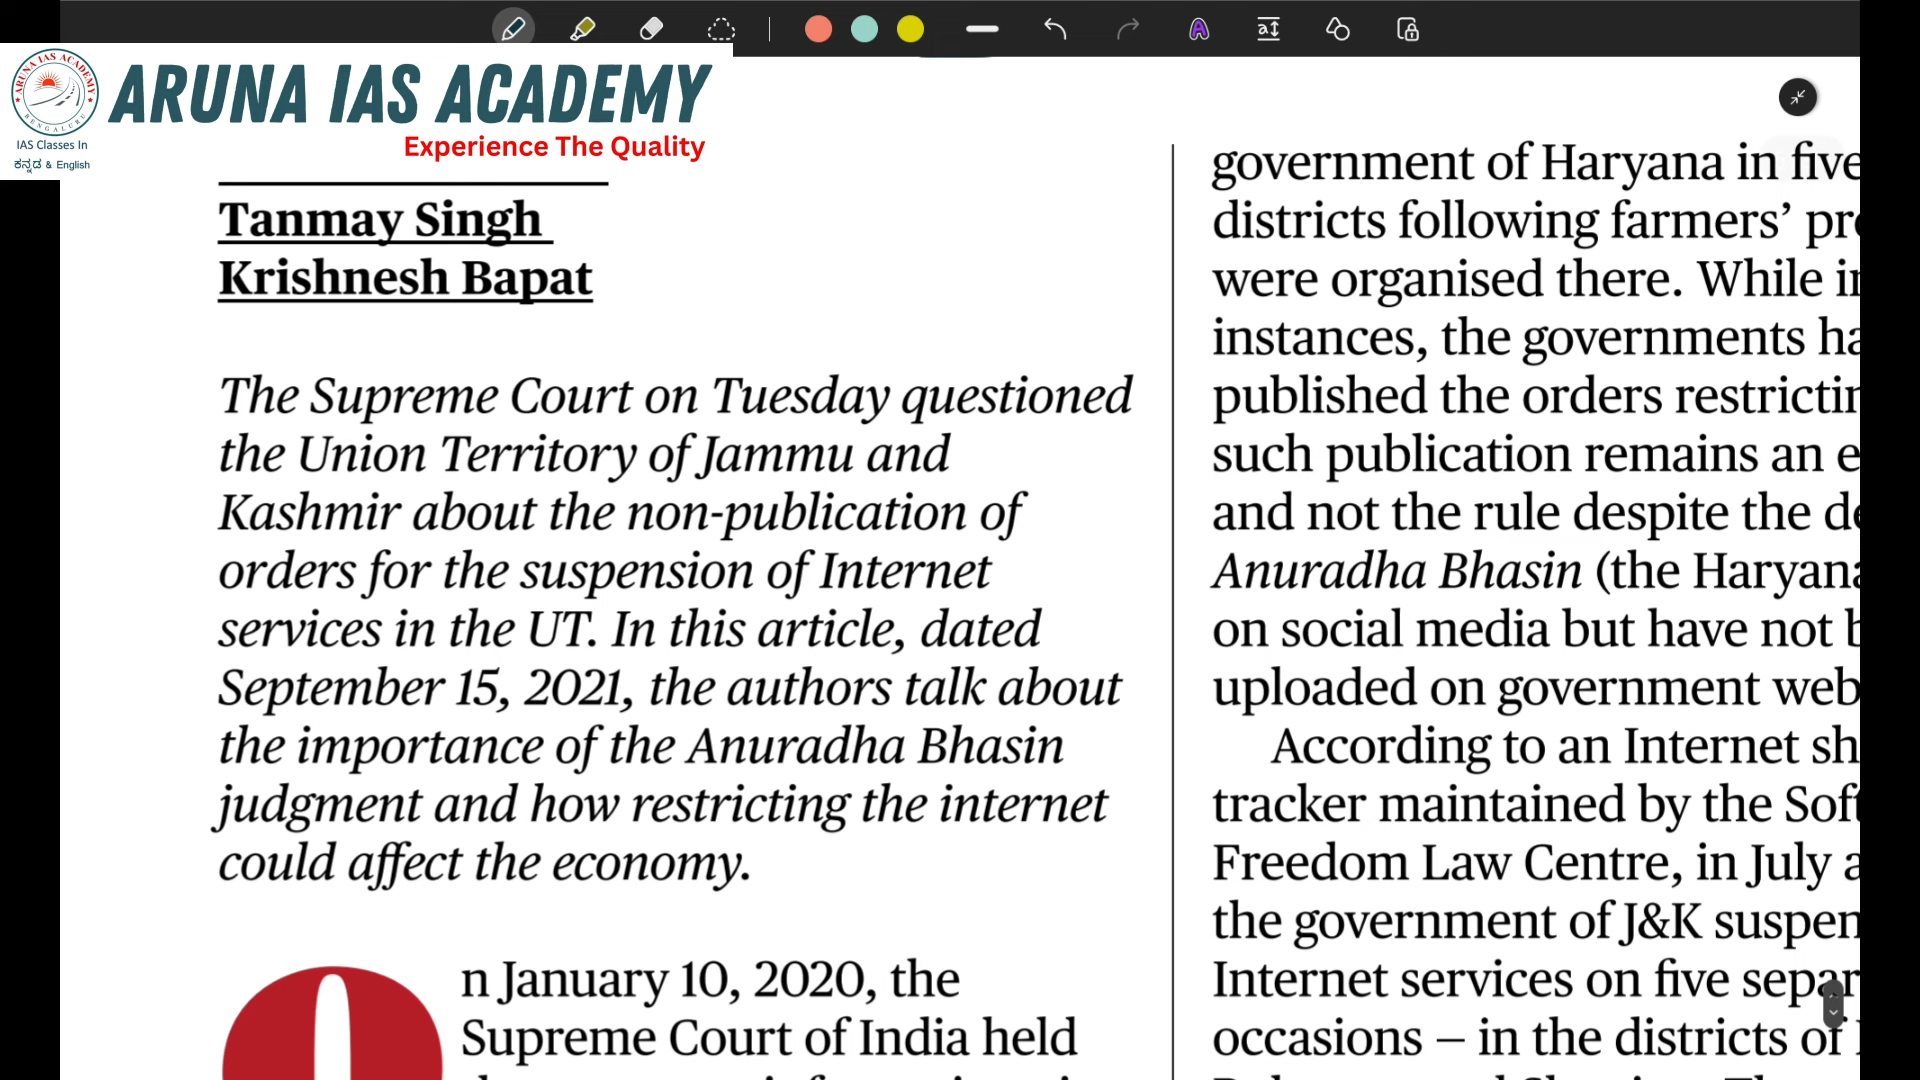 ARUNA IAS ACADEMY
BENGALURU
ARUNA IAS ACADEMY
Experience The Quality
IAS Classes In
ಕನ್ನಡ & English
Tanmay Singh
Krishnesh Bapat
The Supreme Court on Tuesday questioned
the Union Territory of Jammu and
Kashmir about the non-publication of
orders for the suspension of Internet
services in the UT. In this article, dated
September 15, 2021, the authors talk about
the importance of the Anuradha Bhasin
judgment and how restricting the internet
could affect the economy.
On January 10, 2020, the
Supreme Court of India held
government of Haryana in five
districts following farmers’
were organised there. While
instances, the governments
published the orders
such publication remains an
and not the rule despite the
Anuradha Bhasin (the
on social media but have not
uploaded on government
According to an Internet
tracker maintained by the
Freedom Law Centre, in July
the government of J&K
Internet services on five
occasions – in the districts of